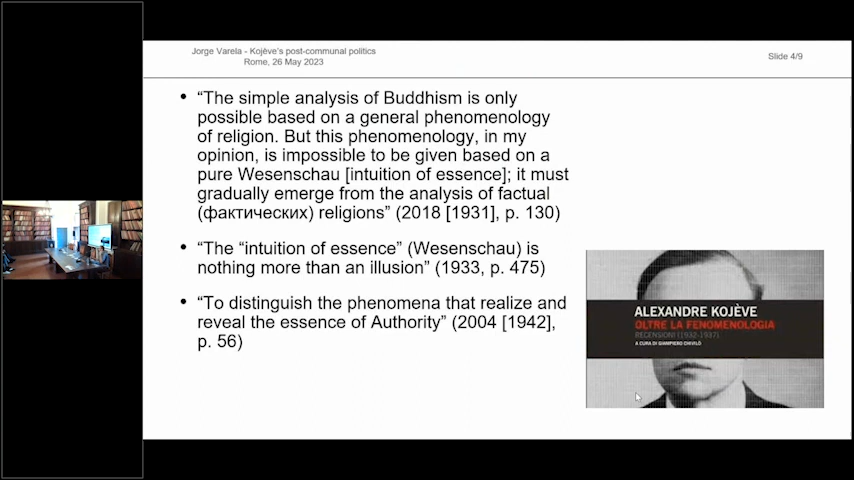 Jorge Varela - Kojève's post-communal politics
Rome, 26 May 2023
Slide 4/9
• “The simple analysis of Buddhism is only
possible based on a general phenomenology
of religion. But this phenomenology, in my
opinion, is impossible to be given based on a
pure Wesenschau [intuition of essence]; it must
gradually emerge from the analysis of factual
(фактических) religions” (2018 [1931], p. 130)
• “The “intuition of essence” (Wesenschau) is
nothing more than an illusion” (1933, p. 475)
• “To distinguish the phenomena that realize and
reveal the essence of Authority” (2004 [1942],
p. 56)
ALEXANDRE KOJÈVE
OLTRE LA FENOMENOLOGIA
RECENSIONI (1932-1937)
A CURA DI GIAMPIERO CHIVILÒ